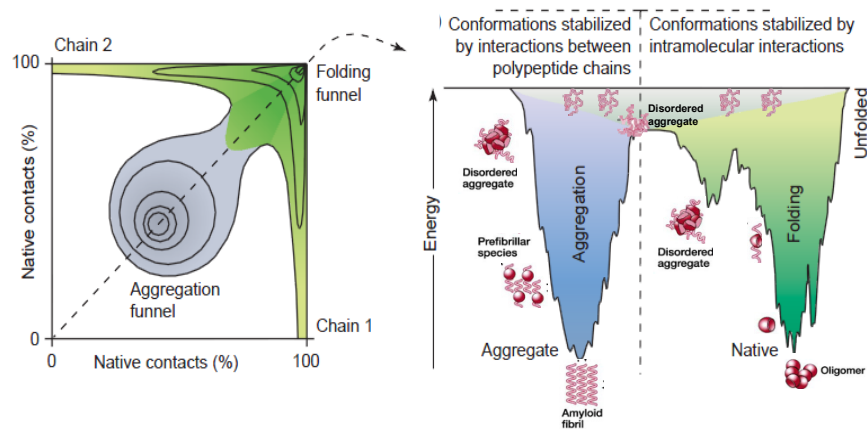 Chain 2
100
Folding
funnel
Native contacts (%)
Aggregation
funnel
Chain 1
0
0
Native contacts (%)
100
) Conformations stabilized
by interactions between
polypeptide chains
Conformations stabilized by
intramolecular interactions
Energy
Disordered
aggregate
Unfolded
Disordered
aggregate
Aggregation
Folding
Prefibrillar
species
Disordered
aggregate
Aggregate
Native
Oligomer
Amyloid
fibril